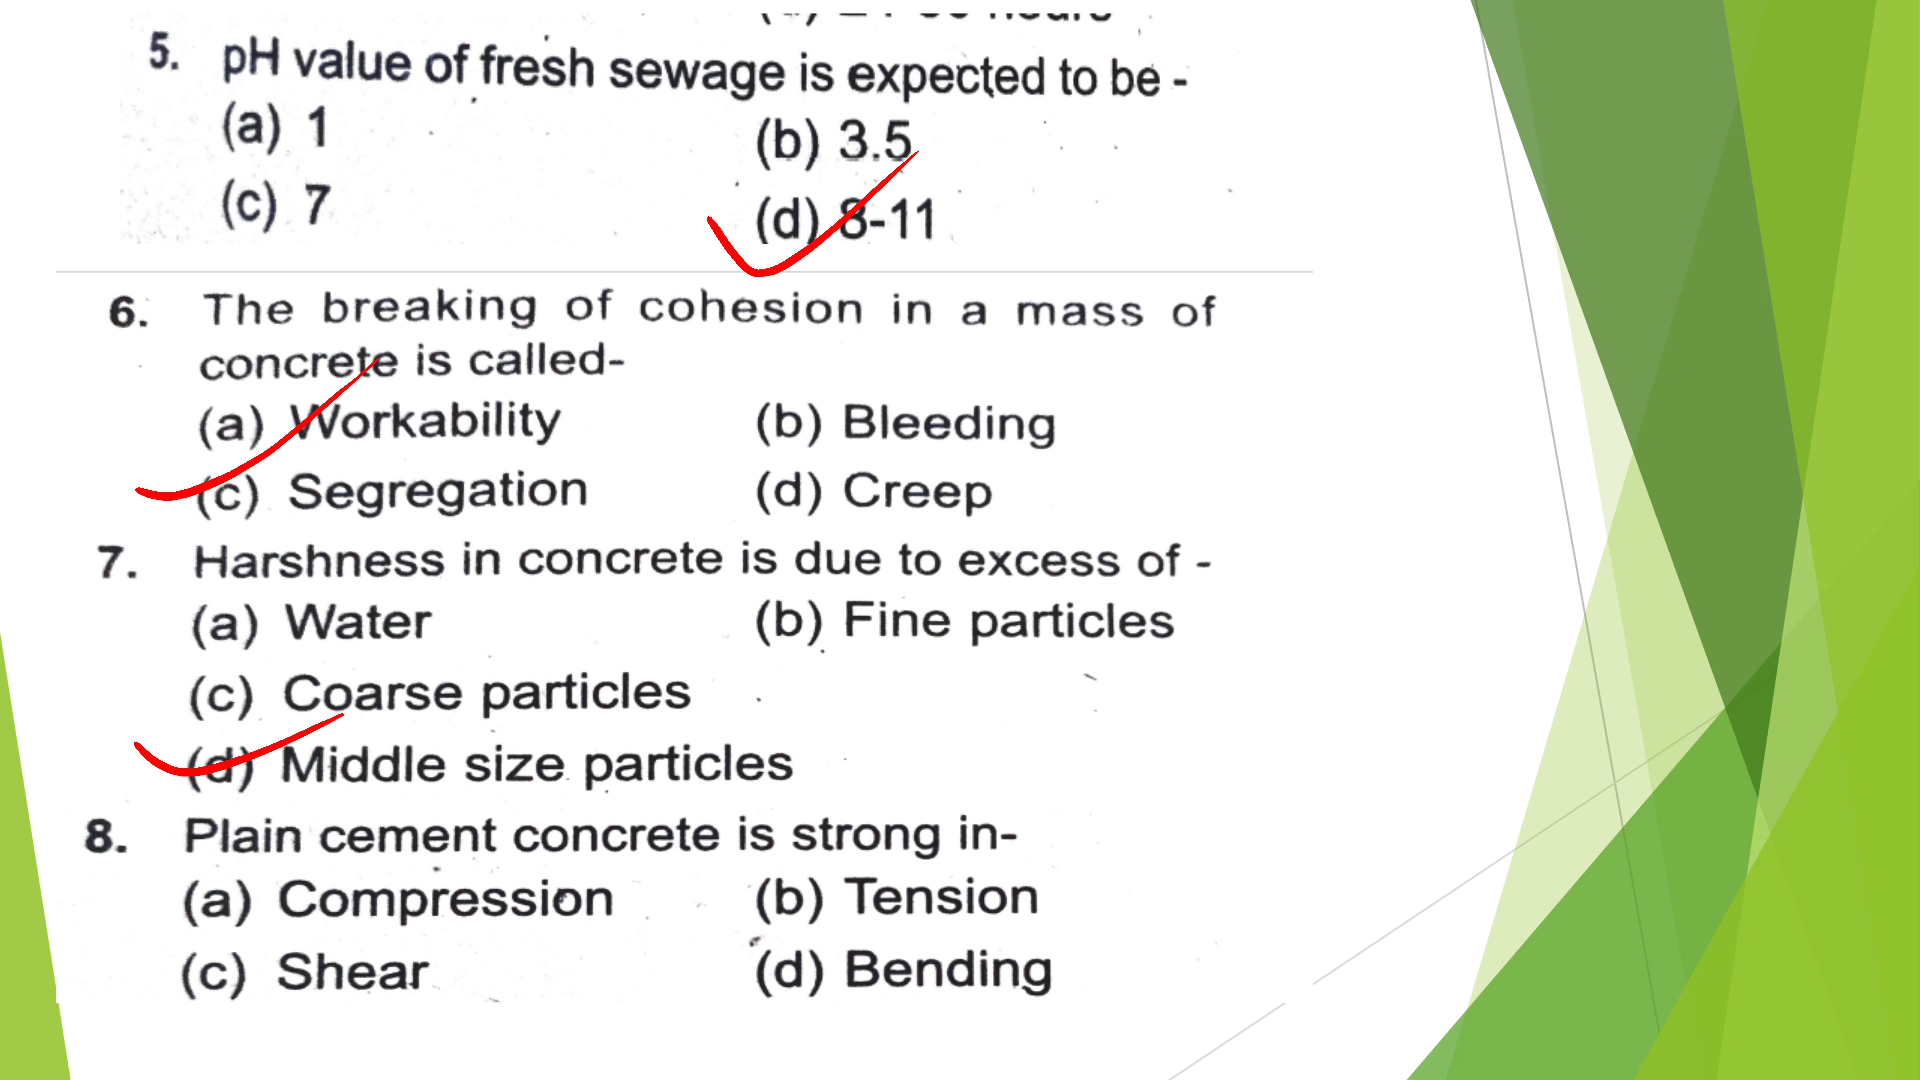 5. pH value of fresh sewage is expected to be -
(a) 1 (b) 3.5
(c) 7 (d) 8-11
6. The breaking of cohesion in a mass of
concrete is called-
(a) Workability (b) Bleeding
(c) Segregation (d) Creep
7. Harshness in concrete is due to excess of -
(a) Water (b) Fine particles
(c) Coarse particles
(d) Middle size particles
8. Plain cement concrete is strong in-
(a) Compression (b) Tension
(c) Shear (d) Bending